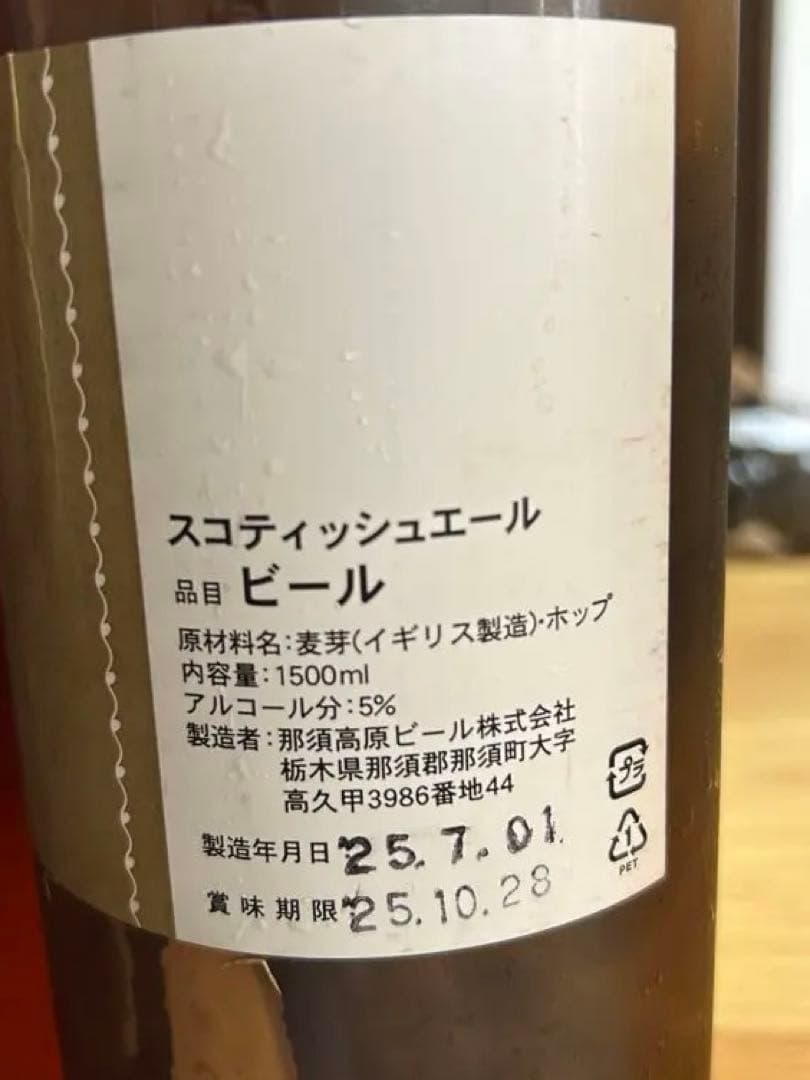 スコティッシュエール
品目 ビール
原材料名:麦芽(イギリス製造)・ホップ
内容量:1500ml
アルコール分:5%
製造者:那須高原ビール株式会社
栃木県那須郡那須町大字
高久甲3986番地44
製造年月日 '25.7.01.
賞味期限 '25.10.28
プラ
1
PET